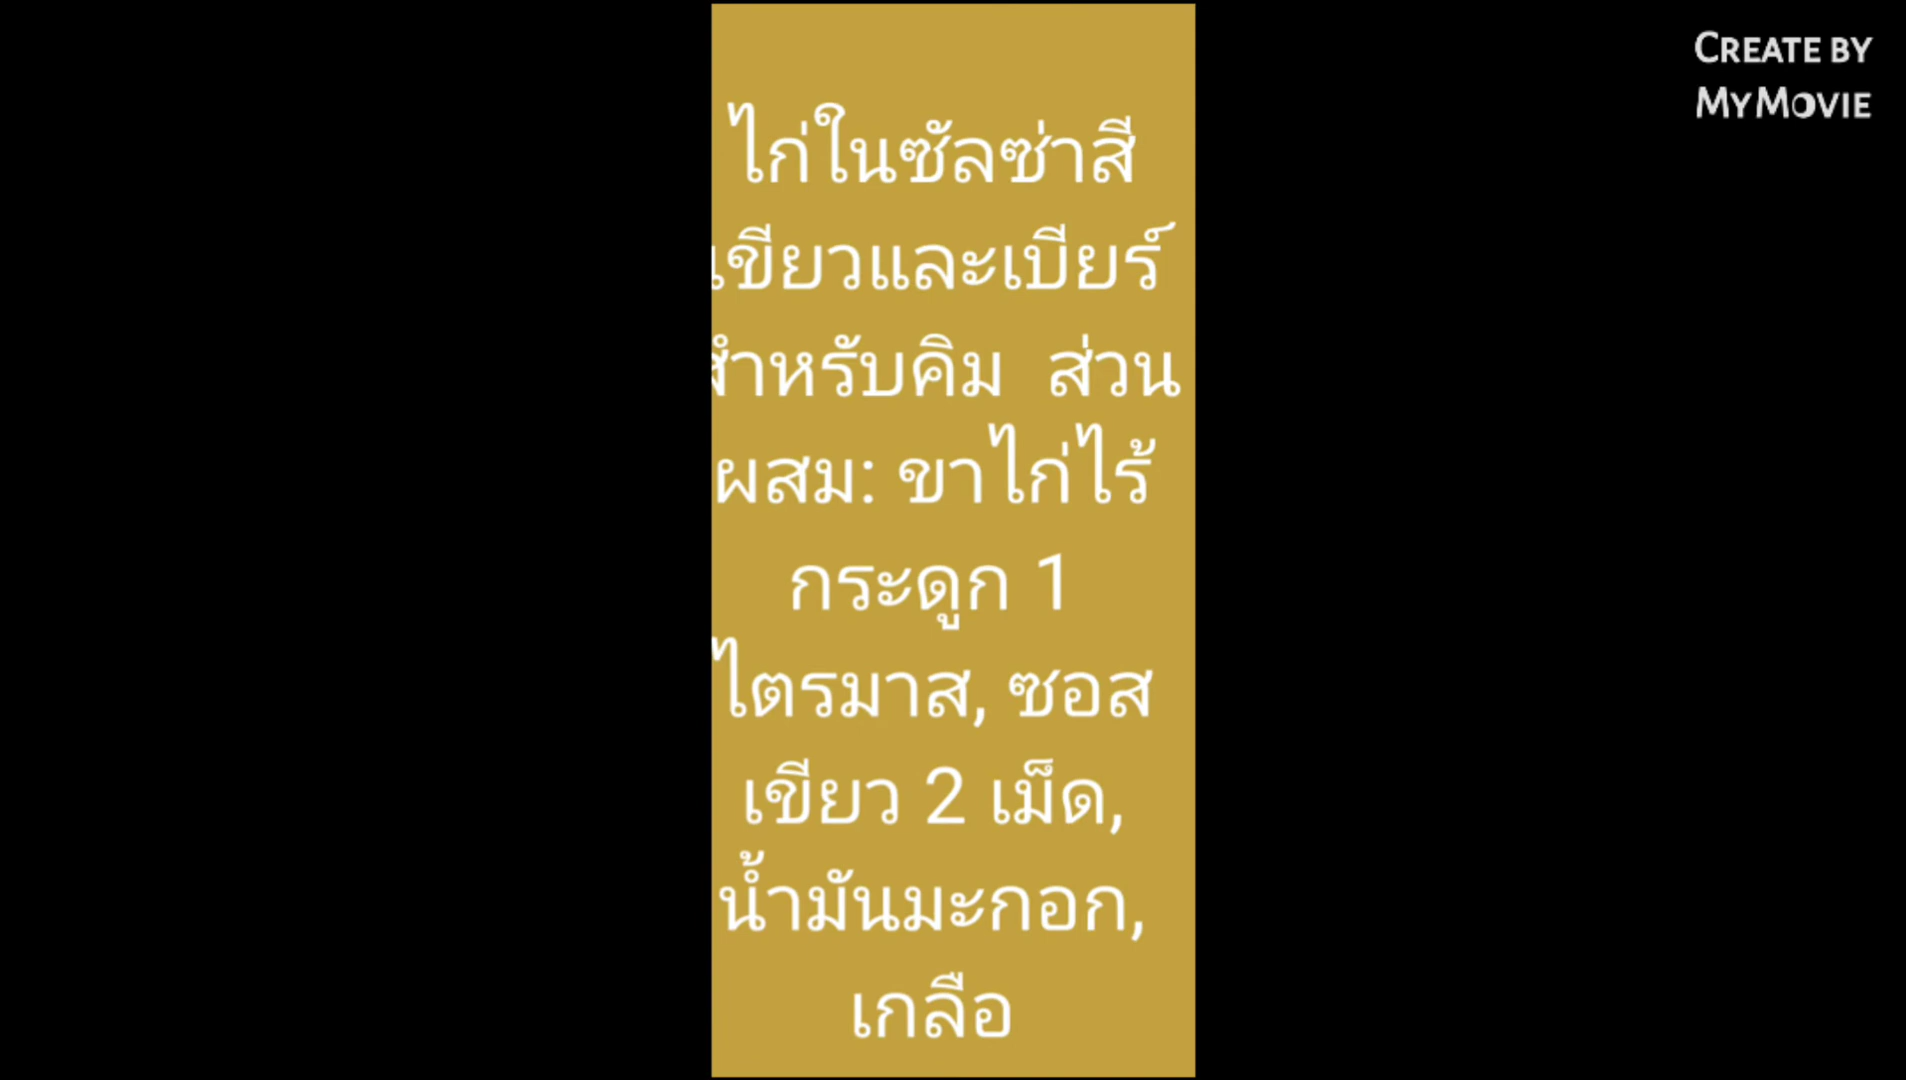 CREATE BY
MYMOVIE
ไก่ในซัลซ่าสี
เขียวและเบียร์
สำหรับคิม ส่วน
ผสม: ขาไก่ไร้
กระดูก 1
ไตรมาส, ซอส
เขียว 2 เม็ด,
น้ำมันมะกอก,
เกลือ